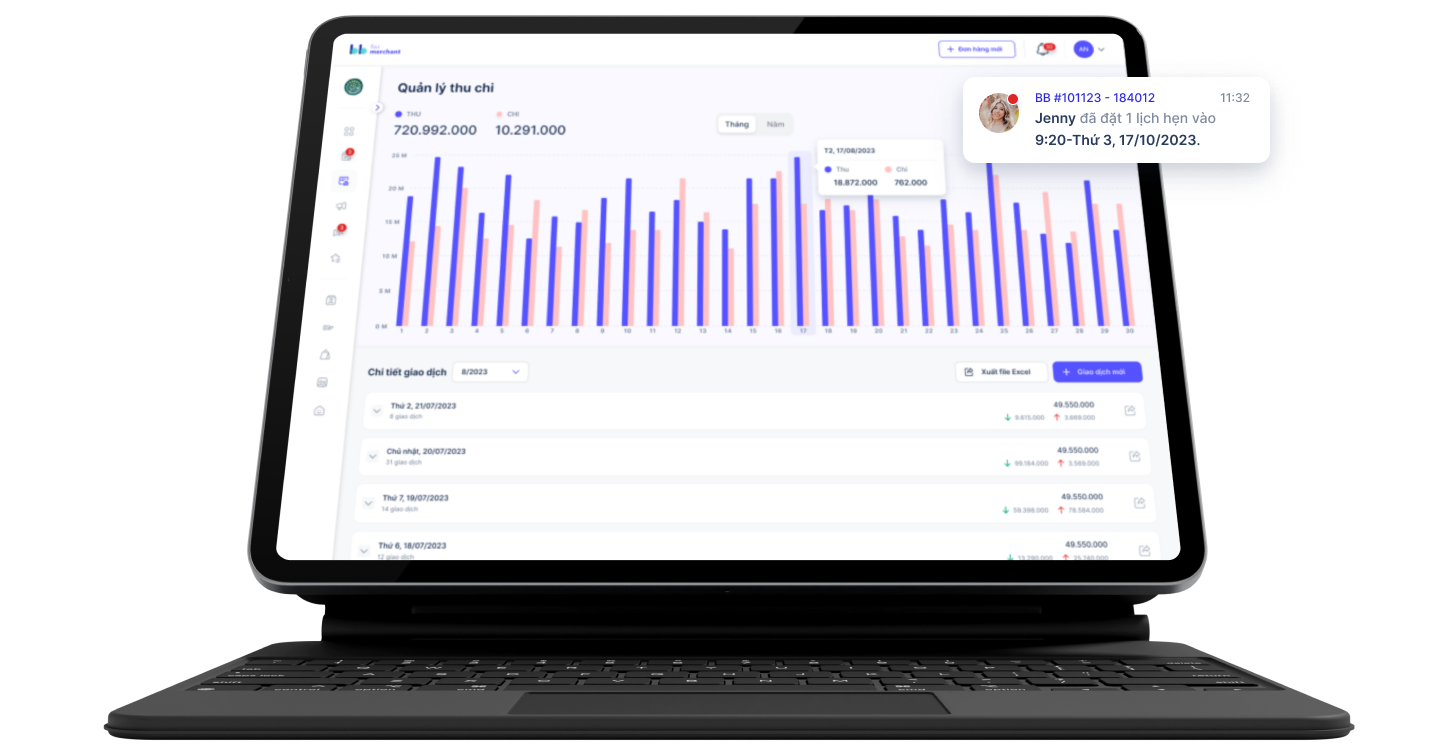 bb for merchant
+ Đơn hàng mới
AN
BB #101123 - 184012 11:32
Jenny đã đặt 1 lịch hẹn vào
9:20-Thứ 3, 17/10/2023.
Quản lý thu chi
THU CHI
720.992.000 10.291.000
Tháng Năm
T2, 17/08/2023
Thu Chi
18.872.000 762.000
25 M
20 M
15 M
10 M
5 M
0 M
1 2 3 4 5 6 7 8 9 10 11 12 13 14 15 16 17 18 19 20 21 22 23 24 25 26 27 28 29 30
Chi tiết giao dịch 8/2023 Xuất file Excel + Giao dịch mới
Thứ 2, 21/07/2023 49.550.000
8 giao dịch 9.615.000
Chủ nhật, 20/07/2023 49.550.000
21 giao dịch 99.184.000 3.569.000
Thứ 7, 19/07/2023 49.550.000
14 giao dịch 59.398.000 78.584.000
Thứ 6, 18/07/2023 49.550.000
12 giao dịch 13.290.000 25.740.000